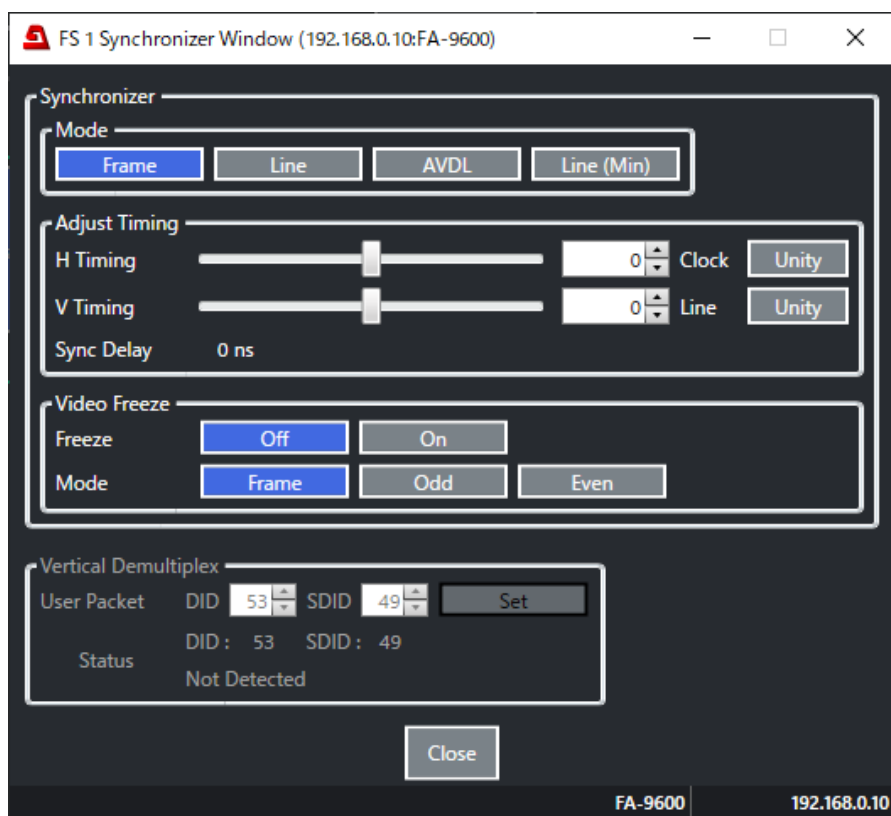 FS 1 Synchronizer Window (192.168.0.10:FA-9600)
Synchronizer
Mode
Frame Line AVDL Line (Min)
Adjust Timing
H Timing 0 Clock Unity
V Timing 0 Line Unity
Sync Delay 0 ns
Video Freeze
Freeze Off On
Mode Frame Odd Even
Vertical Demultiplex
User Packet DID 53 SDID 49 Set
DID : 53 SDID : 49
Status
Not Detected
Close
FA-9600 192.168.0.10